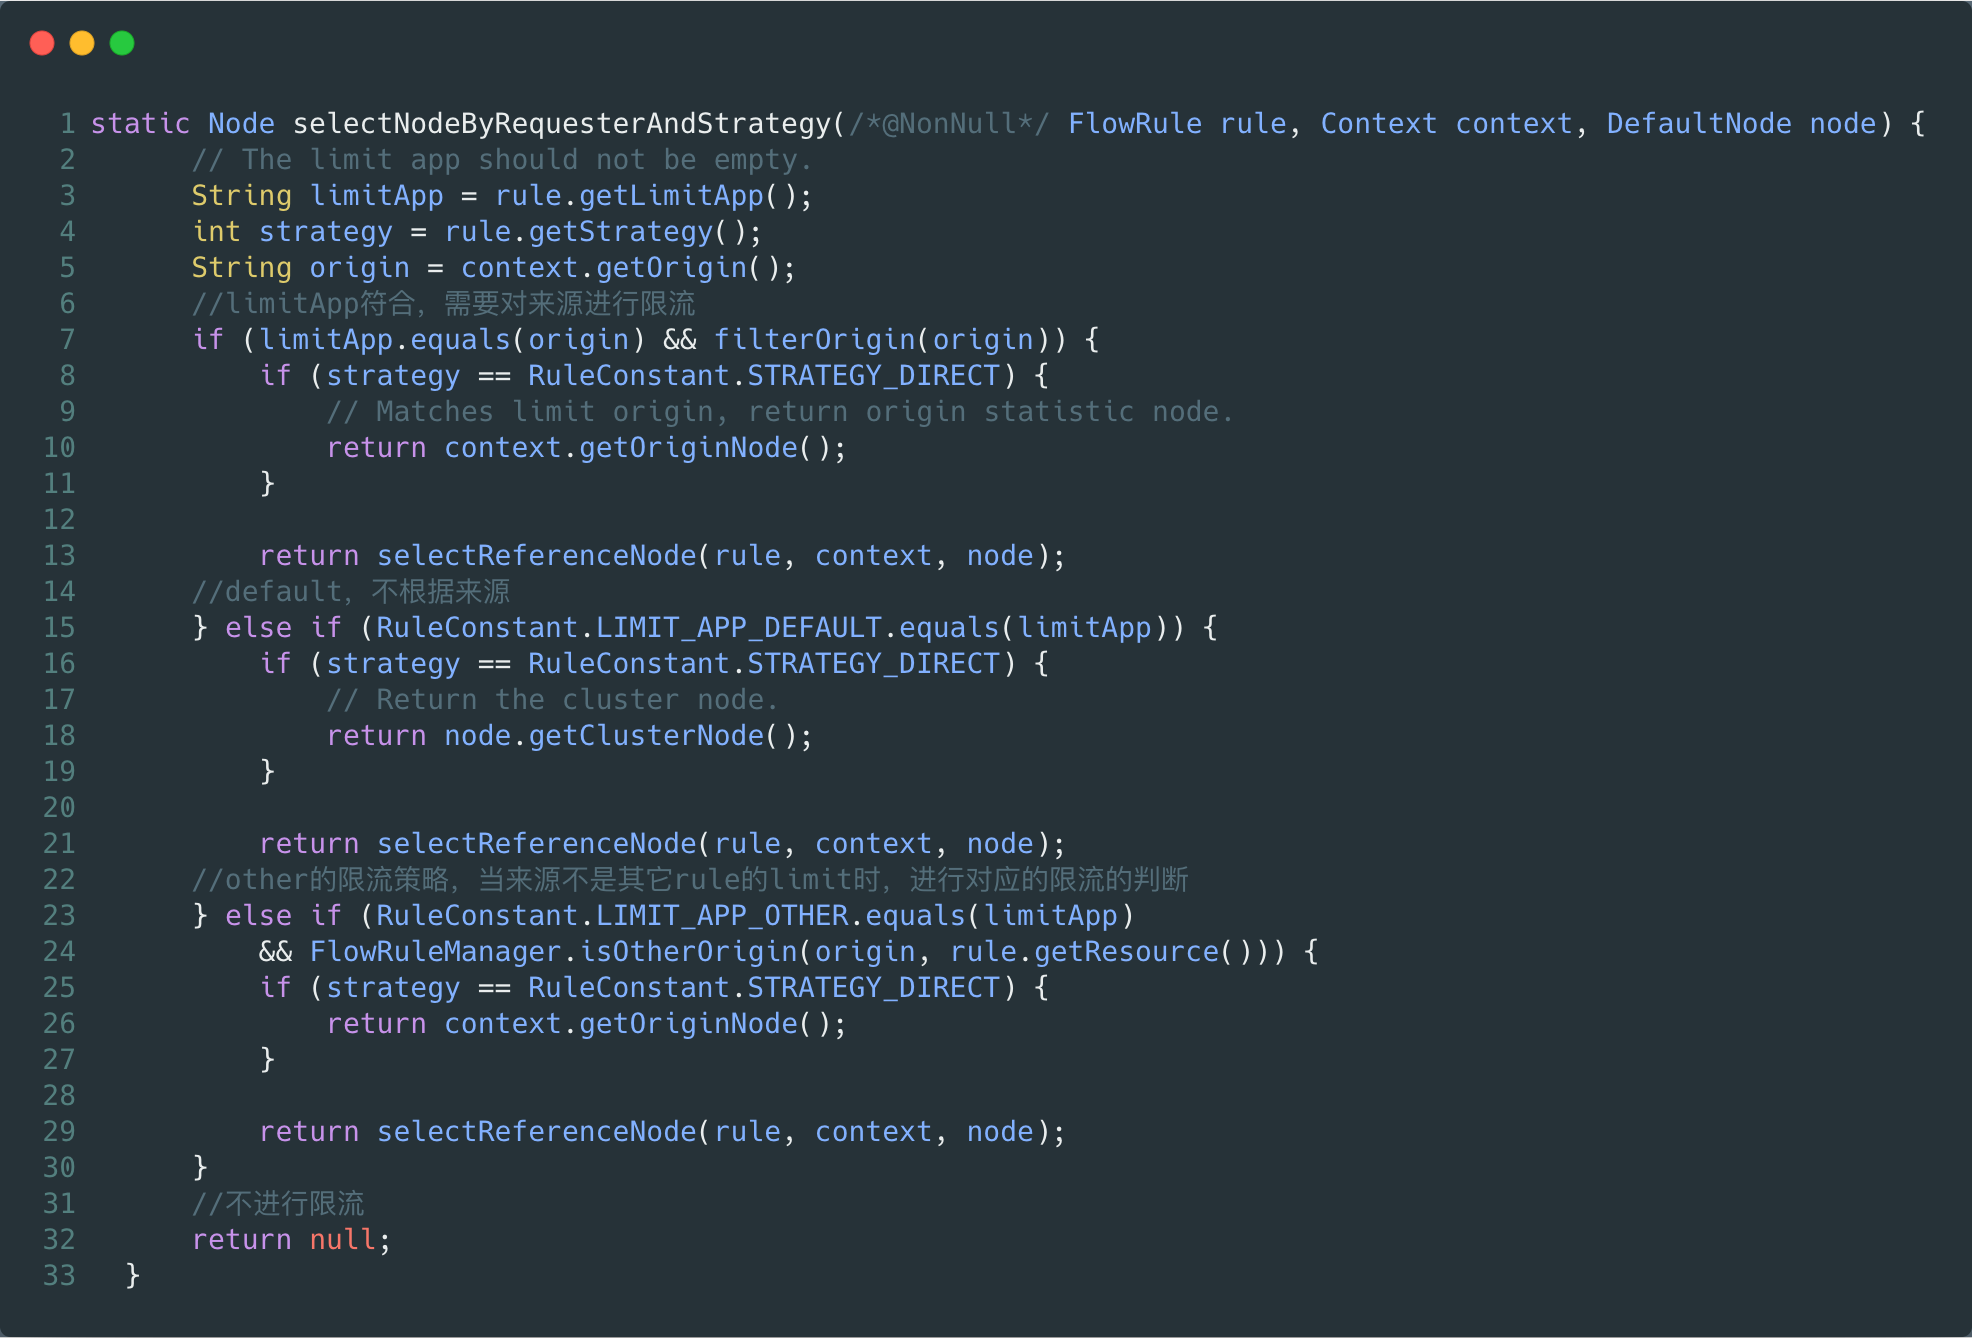 1 static Node selectNodeByRequesterAndStrategy(/*@NonNull*/ FlowRule rule, Context context, DefaultNode node) {
2       // The limit app should not be empty.
3       String limitApp = rule.getLimitApp();
4       int strategy = rule.getStrategy();
5       String origin = context.getOrigin();
6       //limitApp符合，需要对来源进行限流
7       if (limitApp.equals(origin) && filterOrigin(origin)) {
8           if (strategy == RuleConstant.STRATEGY_DIRECT) {
9               // Matches limit origin, return origin statistic node.
10               return context.getOriginNode();
11           }
12
13           return selectReferenceNode(rule, context, node);
14       //default，不根据来源
15       } else if (RuleConstant.LIMIT_APP_DEFAULT.equals(limitApp)) {
16           if (strategy == RuleConstant.STRATEGY_DIRECT) {
17               // Return the cluster node.
18               return node.getClusterNode();
19           }
20
21           return selectReferenceNode(rule, context, node);
22       //other的限流策略，当来源不是其它rule的limit时，进行对应的限流的判断
23       } else if (RuleConstant.LIMIT_APP_OTHER.equals(limitApp)
24           && FlowRuleManager.isOtherOrigin(origin, rule.getResource())) {
25           if (strategy == RuleConstant.STRATEGY_DIRECT) {
26               return context.getOriginNode();
27           }
28
29           return selectReferenceNode(rule, context, node);
30       }
31       //不进行限流
32       return null;
33   }